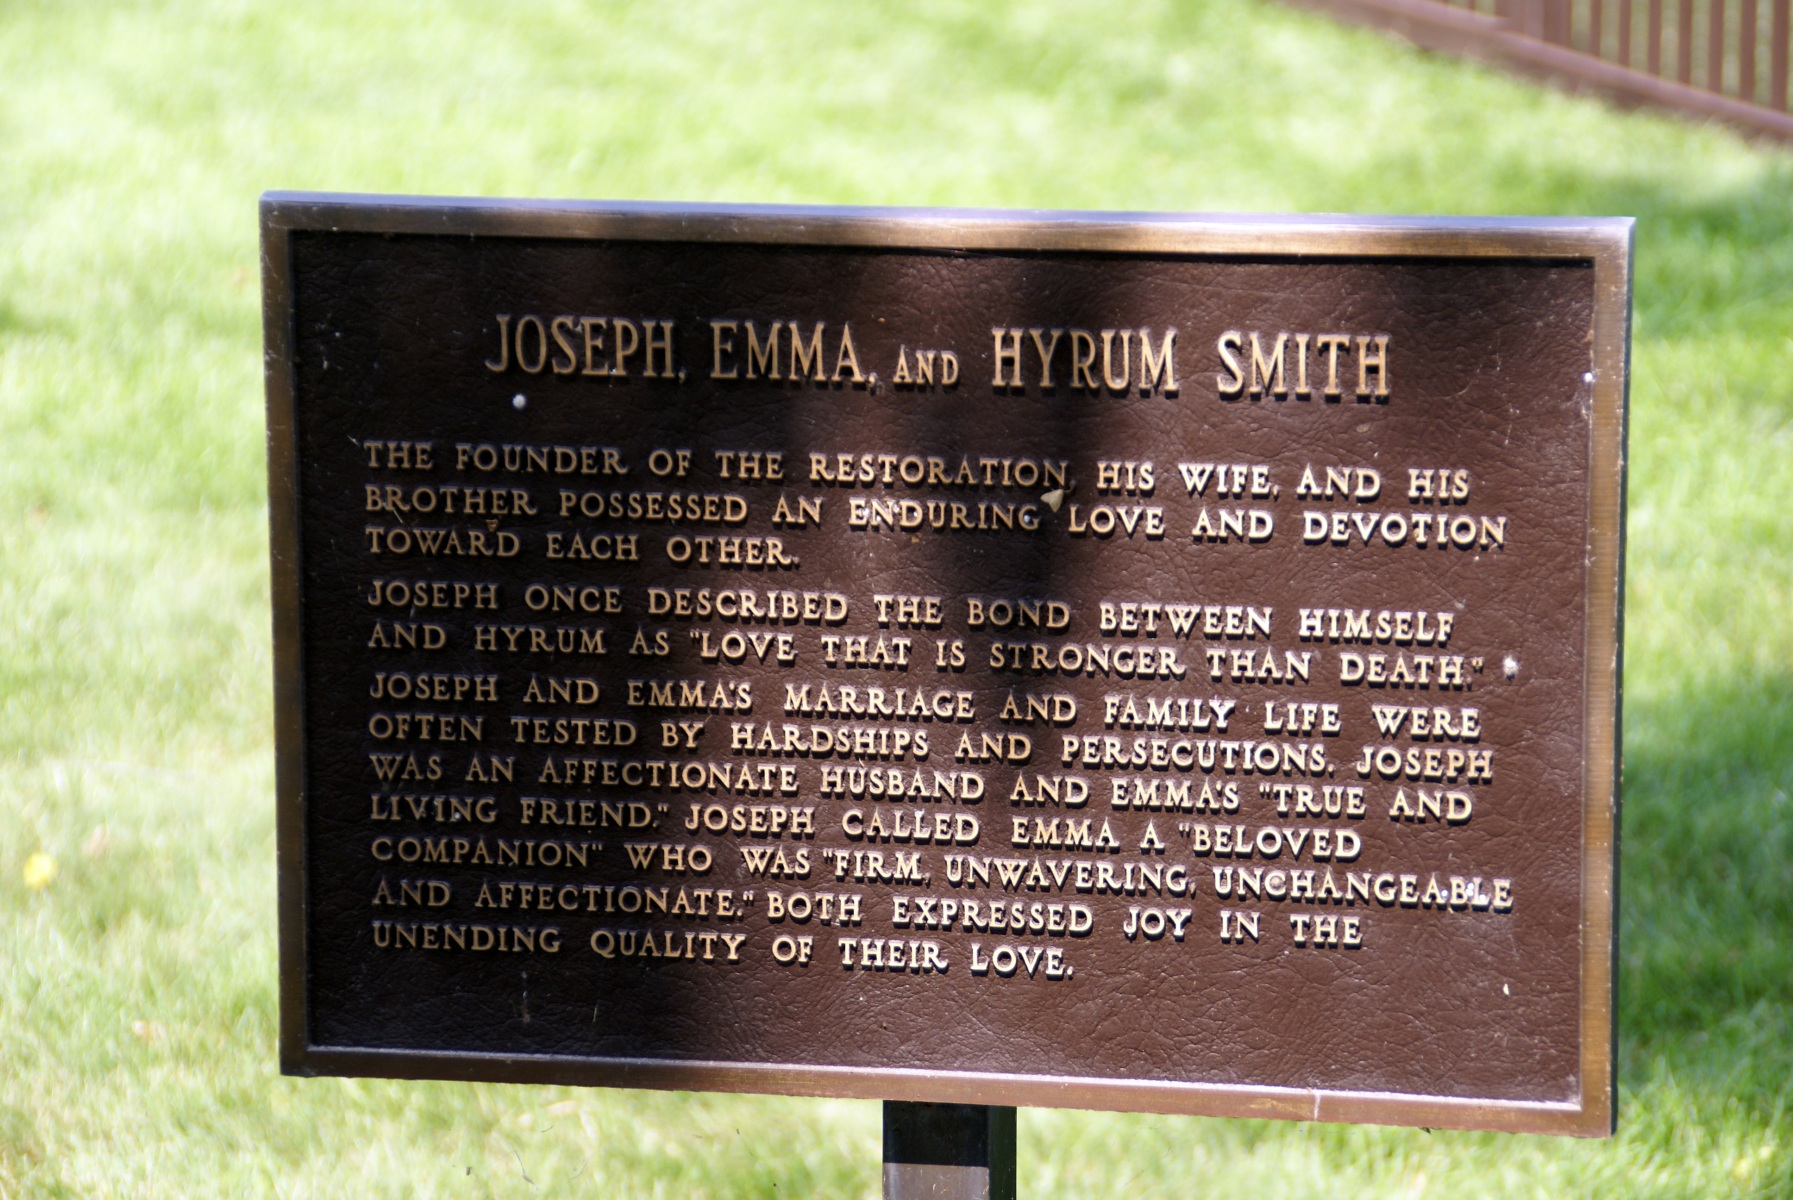 JOSEPH, EMMA, AND HYRUM SMITH
THE FOUNDER OF THE RESTORATION, HIS WIFE, AND HIS
BROTHER POSSESSED AN ENDURING LOVE AND DEVOTION
TOWARD EACH OTHER.
JOSEPH ONCE DESCRIBED THE BOND BETWEEN HIMSELF
AND HYRUM AS "LOVE THAT IS STRONGER THAN DEATH."
JOSEPH AND EMMA'S MARRIAGE AND FAMILY LIFE WERE
OFTEN TESTED BY HARDSHIPS AND PERSECUTIONS. JOSEPH
WAS AN AFFECTIONATE HUSBAND AND EMMA'S "TRUE AND
LIVING FRIEND." JOSEPH CALLED EMMA A "BELOVED
COMPANION" WHO WAS "FIRM, UNWAVERING, UNCHANGEABLE
AND AFFECTIONATE." BOTH EXPRESSED JOY IN THE
UNENDING QUALITY OF THEIR LOVE.